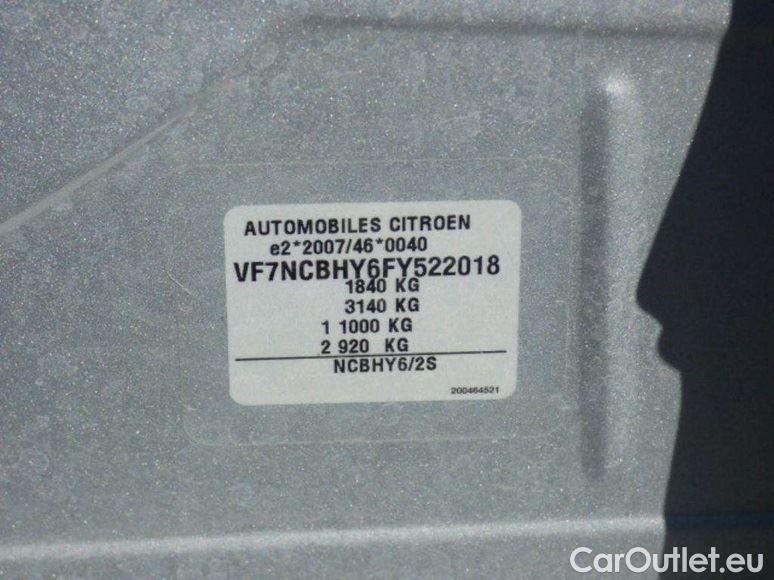 AUTOMOBILES CITROEN
e2*2007/46*0040
VF7NCBHY6FY522018
1840 KG
3140 KG
1 1000 KG
2 920 KG
NCBHY6/2S
200464521
CarOutlet.eu